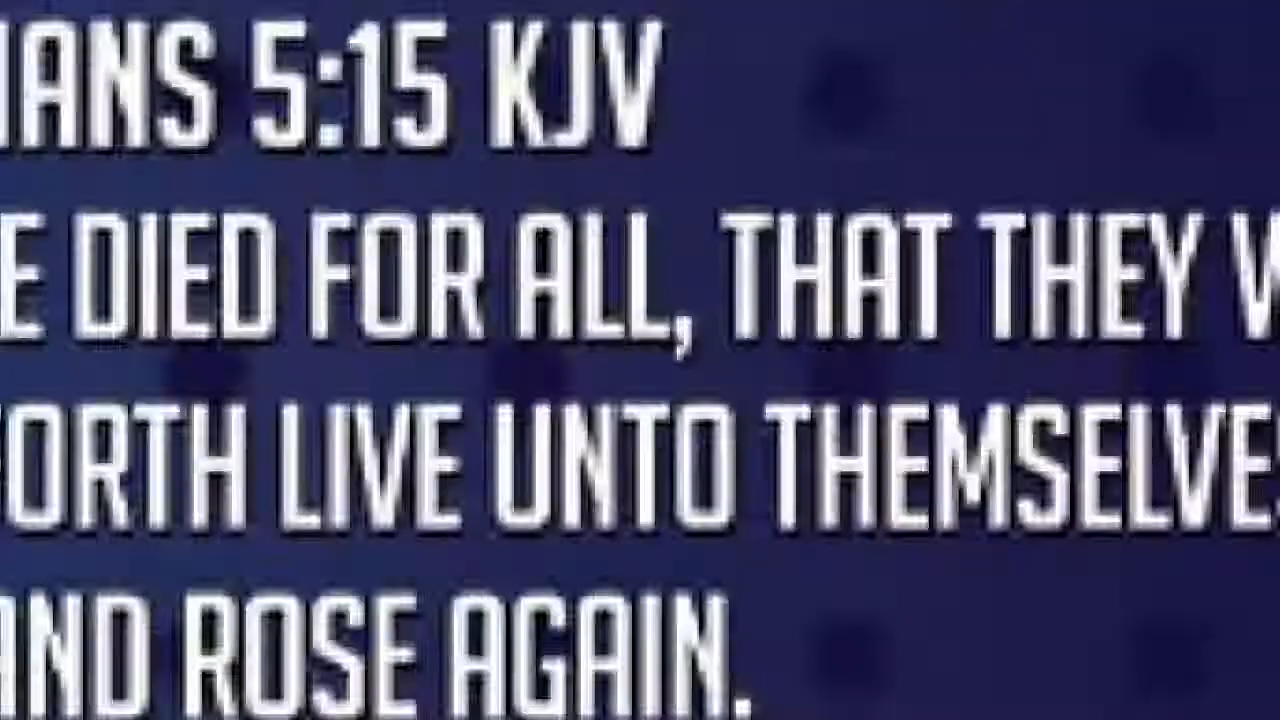 IANS 5:15 KJV
E DIED FOR ALL, THAT THEY
ORTH LIVE UNTO THEMSELVE
AND ROSE AGAIN.